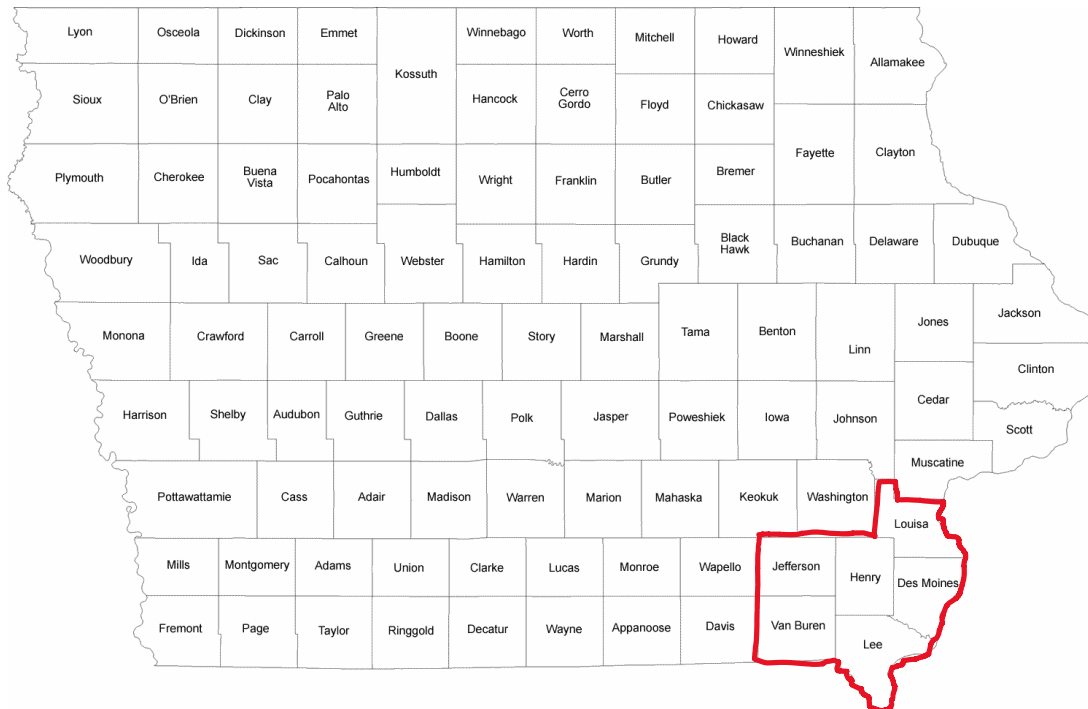 Lyon
Osceola
Dickinson
Emmet
Winnebago
Worth
Mitchell
Howard
Winneshiek
Allamakee
Kossuth
Sioux
O'Brien
Clay
Palo
Alto
Hancock
Cerro
Gordo
Floyd
Chickasaw
Fayette
Clayton
Plymouth
Cherokee
Buena
Vista
Pocahontas
Humboldt
Wright
Franklin
Butler
Bremer
Woodbury
Ida
Sac
Calhoun
Webster
Hamilton
Hardin
Grundy
Black
Hawk
Buchanan
Delaware
Dubuque
Monona
Crawford
Carroll
Greene
Boone
Story
Marshall
Tama
Benton
Linn
Jones
Jackson
Clinton
Harrison
Shelby
Audubon
Guthrie
Dallas
Polk
Jasper
Poweshiek
Iowa
Johnson
Cedar
Scott
Muscatine
Pottawattamie
Cass
Adair
Madison
Warren
Marion
Mahaska
Keokuk
Washington
Louisa
Mills
Montgomery
Adams
Union
Clarke
Lucas
Monroe
Wapello
Jefferson
Henry
Des Moines
Fremont
Page
Taylor
Ringgold
Decatur
Wayne
Appanoose
Davis
Van Buren
Lee